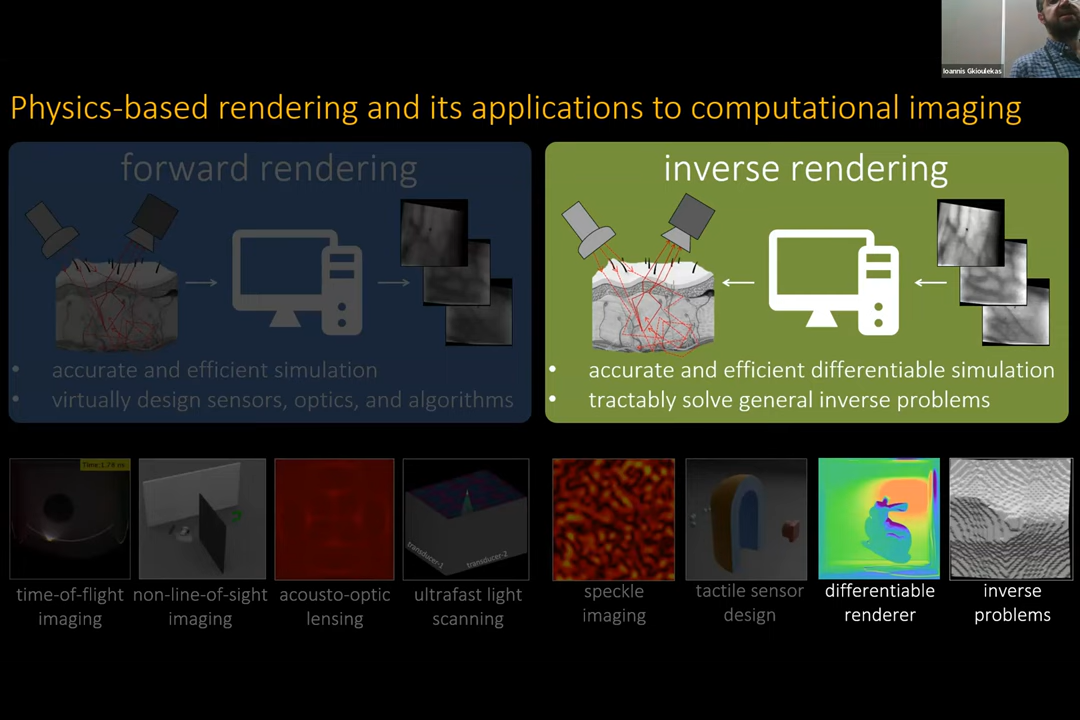 Ioannis Gkioulekas
Physics-based rendering and its applications to computational imaging
forward rendering
• accurate and efficient simulation
• virtually design sensors, optics, and algorithms
inverse rendering
• accurate and efficient differentiable simulation
• tractably solve general inverse problems
Time:1.79 ns
transducer-1
transducer-2
time-of-flight
imaging
non-line-of-sight
imaging
acousto-optic
lensing
ultrafast light
scanning
speckle
imaging
tactile sensor
design
differentiable
renderer
inverse
problems